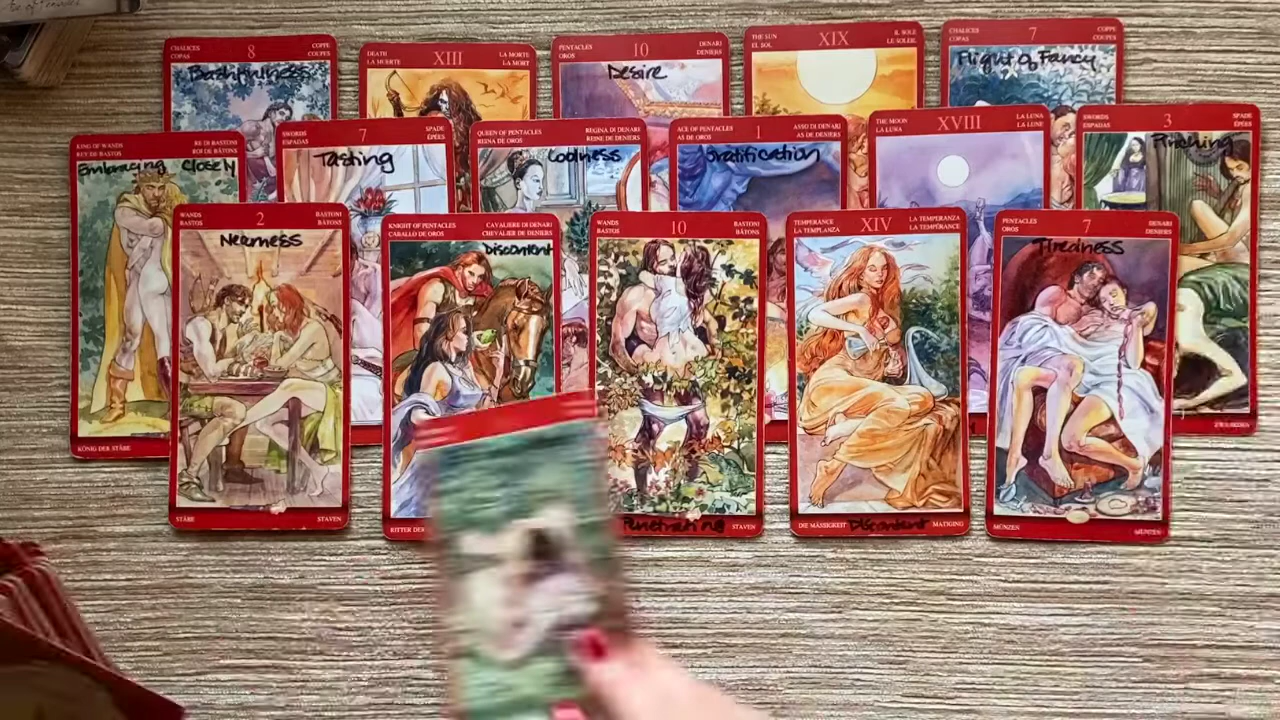 CHALICES
COPAS
8
COPPE
COUPES
Bashfulness
DEATH
LA MUERTE
XIII
LA MORTE
LA MORT
PENTACLES
OROS
10
DENARI
DENIERS
Desire
THE SUN
EL SOL
XIX
IL SOLE
LE SOLEIL
CHALICES
COPAS
7
COPPE
COUPES
Flight of Fancy
KING OF WANDS
REY DE BASTOS
RE DI BASTONI
ROI DE BÂTONS
Embracing Closely
KÖNIG DER STÄBE
SWORDS
ESPADAS
7
SPADE
ÉPÉES
Tasting
QUEEN OF PENTACLES
REINA DE OROS
REGINA DI DENARI
REINE DE DENIERS
Coolness
ACE OF PENTACLES
AS DE OROS
1
ASSO DI DENARI
AS DE DENIERS
Gratification
THE MOON
LA LUNA
XVIII
LA LUNA
LA LUNE
SWORDS
ESPADAS
3
SPADE
ÉPÉES
Pinching
WANDS
BASTOS
2
BASTONI
BÂTONS
Nearness
STÄBE
STAVEN
KNIGHT OF PENTACLES
CABALLO DE OROS
CAVALIERE DI DENARI
CHEVALIER DE DENIERS
Discontent
RITTER DER
WANDS
BASTOS
10
BASTONI
BÂTONS
Penetrating
STAVEN
TEMPERANCE
LA TEMPLANZA
XIV
LA TEMPERANZA
LA TEMPÉRANCE
DIE MÄSSIGKEIT
Discontent
MATIGING
PENTACLES
OROS
7
DENARI
DENIERS
Tiredness
MÜNZEN